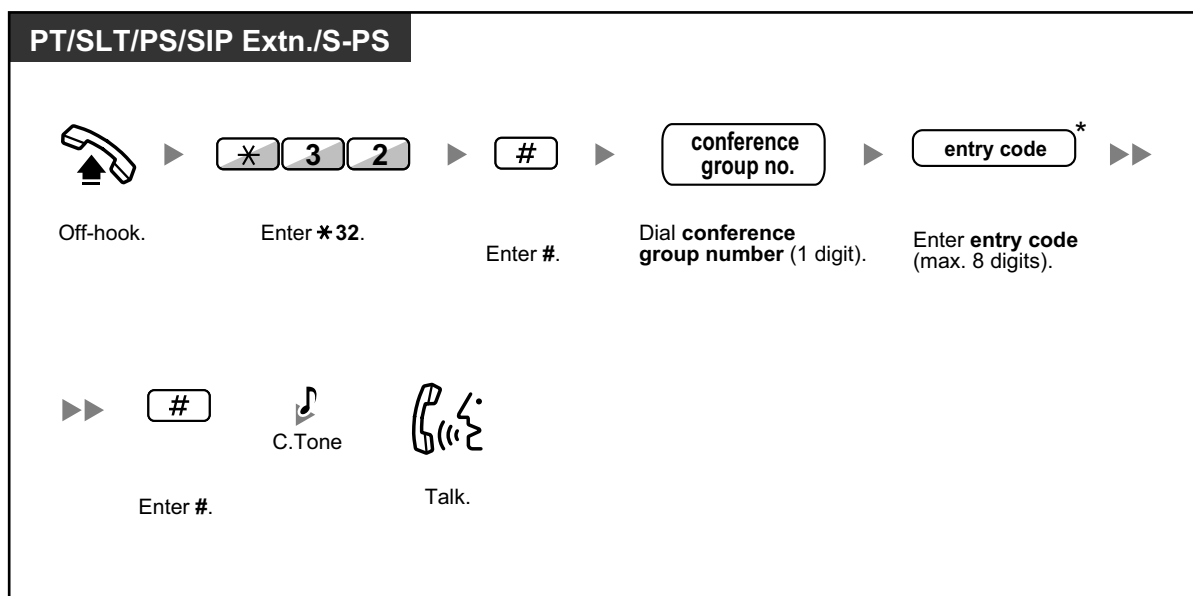 PT/SLT/PS/SIP Extn./S-PS
* 3 2
#
conference
group no.
entry code
*
Off-hook.
Enter *32.
Enter #.
Dial conference
group number (1 digit).
Enter entry code
(max. 8 digits).
#
C.Tone
Enter #.
Talk.